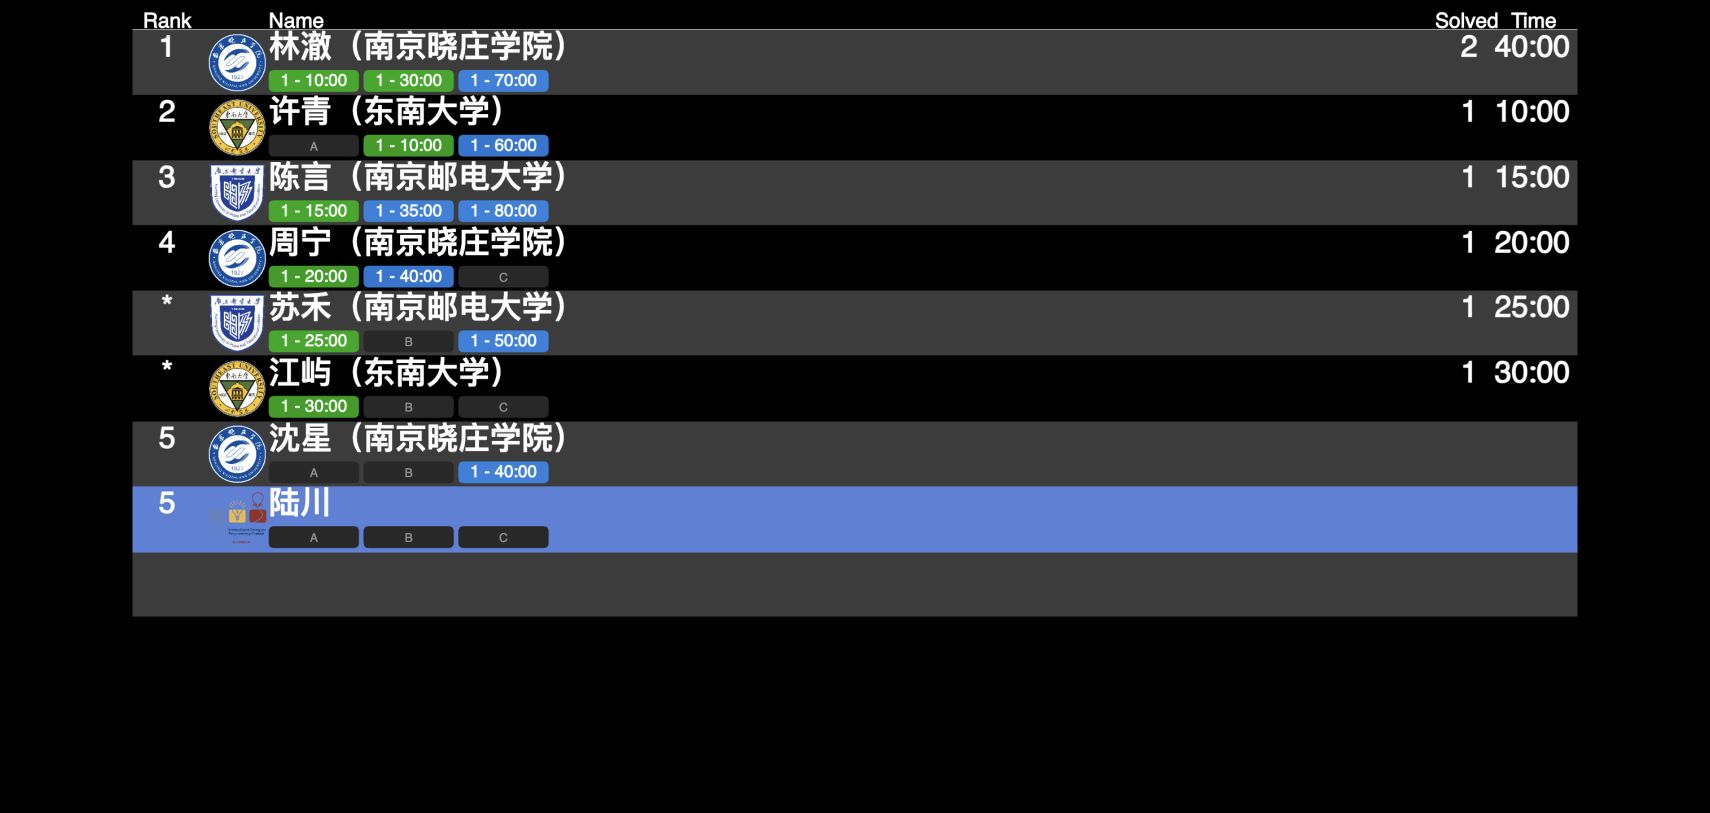 Rank Name Solved Time
1 林澈（南京晓庄学院） 2 40:00
1 - 10:00 1 - 30:00 1 - 70:00
2 许青（东南大学） 1 10:00
A 1 - 10:00 1 - 60:00
3 陈言（南京邮电大学） 1 15:00
1 - 15:00 1 - 35:00 1 - 80:00
4 周宁（南京晓庄学院） 1 20:00
1 - 20:00 1 - 40:00 C
* 苏禾（南京邮电大学） 1 25:00
1 - 25:00 B 1 - 50:00
* 江屿（东南大学） 1 30:00
1 - 30:00 B C
5 沈星（南京晓庄学院）
A B 1 - 40:00
5 陆川
A B C